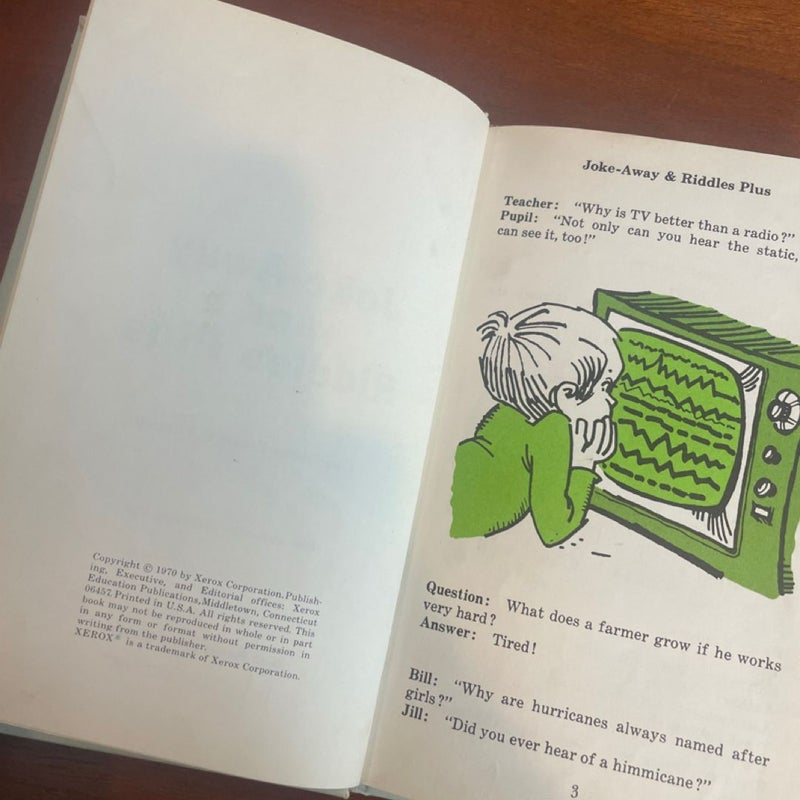 Copyright © 1970 by Xerox Corporation. Publish-
ing, Executive, and Editorial offices: Xerox
Education Publications, Middletown, Connecticut
06457. Printed in U.S.A. All rights reserved. This
book may not be reproduced in whole or in part
in any form or format without permission in
writing from the publisher.
XEROX® is a trademark of Xerox Corporation.
Joke-Away & Riddles Plus
Teacher: “Why is TV better than a radio?”
Pupil: “Not only can you hear the static,
can see it, too!”
Question: What does a farmer grow if he works
very hard?
Answer: Tired!
Bill: “Why are hurricanes always named after
girls?”
Jill: “Did you ever hear of a himmicane?”
3